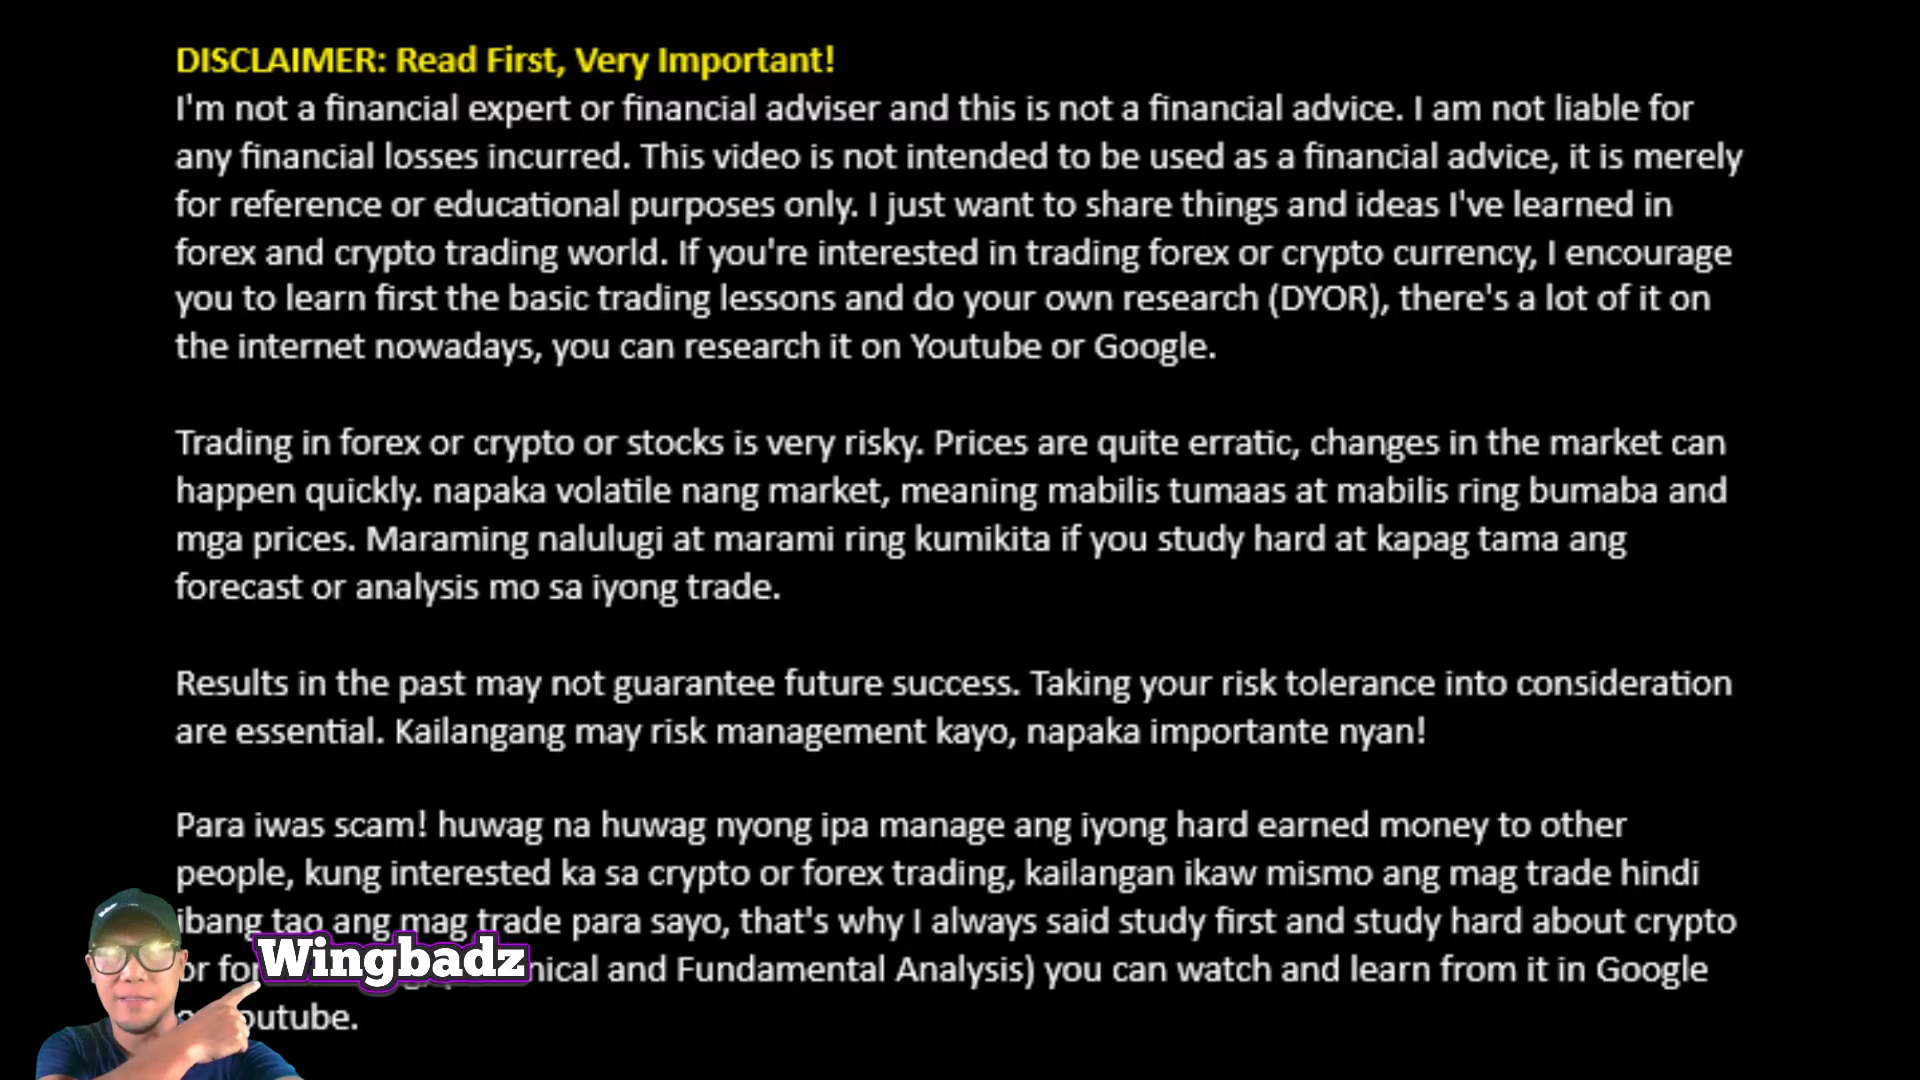 DISCLAIMER: Read First, Very Important!
I'm not a financial expert or financial adviser and this is not a financial advice. I am not liable for
any financial losses incurred. This video is not intended to be used as a financial advice, it is merely
for reference or educational purposes only. I just want to share things and ideas I've learned in
forex and crypto trading world. If you're interested in trading forex or crypto currency, I encourage
you to learn first the basic trading lessons and do your own research (DYOR), there's a lot of it on
the internet nowadays, you can research it on Youtube or Google.
Trading in forex or crypto or stocks is very risky. Prices are quite erratic, changes in the market can
happen quickly. napaka volatile nang market, meaning mabilis tumaas at mabilis ring bumaba and
mga prices. Maraming nalulugi at marami ring kumikita if you study hard at kapag tama ang
forecast or analysis mo sa iyong trade.
Results in the past may not guarantee future success. Taking your risk tolerance into consideration
are essential. Kailangang may risk management kayo, napaka importante nyan!
Para iwas scam! huwag na huwag nyong ipa manage ang iyong hard earned money to other
people, kung interested ka sa crypto or forex trading, kailangan ikaw mismo ang mag trade hindi
ibang tao ang mag trade para sayo, that's why I always said study first and study hard about crypto
or and Fundamental Analysis) you can watch and learn from it in Google
Wingbadz